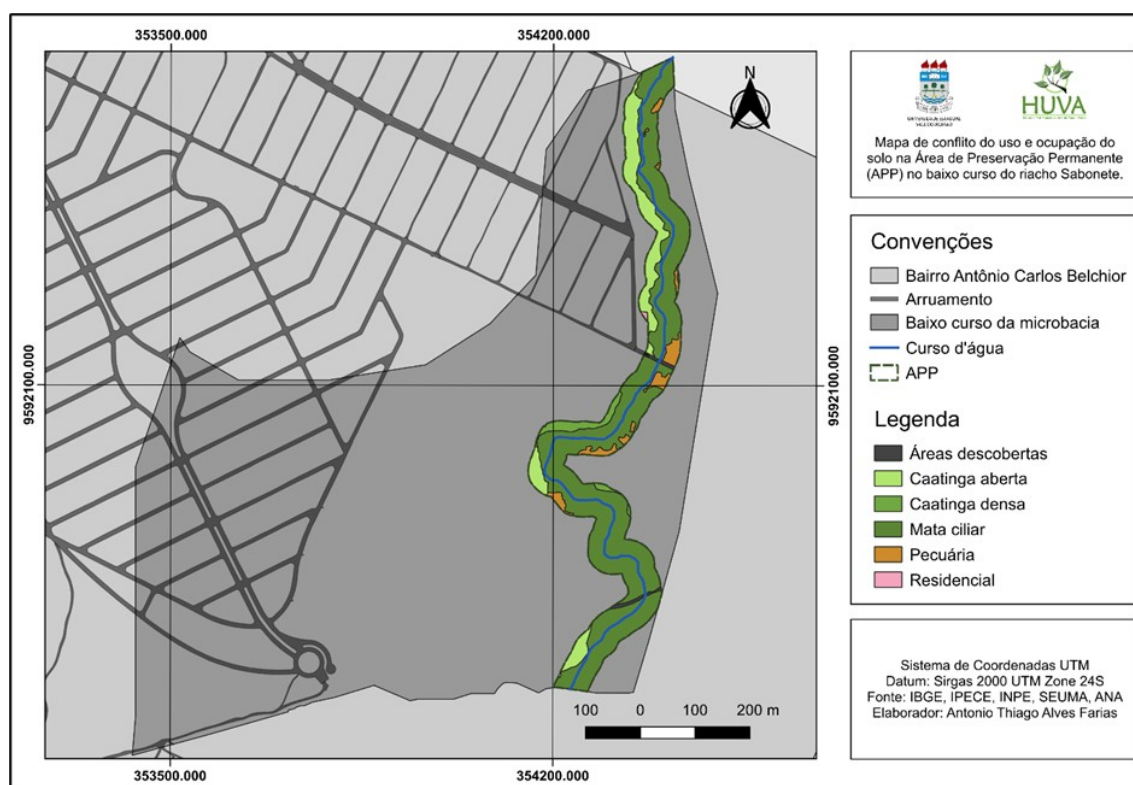 353500.000
354200.000
N
9592100.000
9592100.000
100 0 100 200 m
353500.000
354200.000
HUVA
Mapa de conflito do uso e ocupação do
solo na Área de Preservação Permanente
(APP) no baixo curso do riacho Sabonete.
Convenções
Bairro Antônio Carlos Belchior
Arruamento
Baixo curso da microbacia
Curso d'água
APP
Legenda
Áreas descobertas
Caatinga aberta
Caatinga densa
Mata ciliar
Pecuária
Residencial
Sistema de Coordenadas UTM
Datum: Sirgas 2000 UTM Zone 24S
Fonte: IBGE, IPECE, INPE, SEUMA, ANA
Elaborador: Antonio Thiago Alves Farias